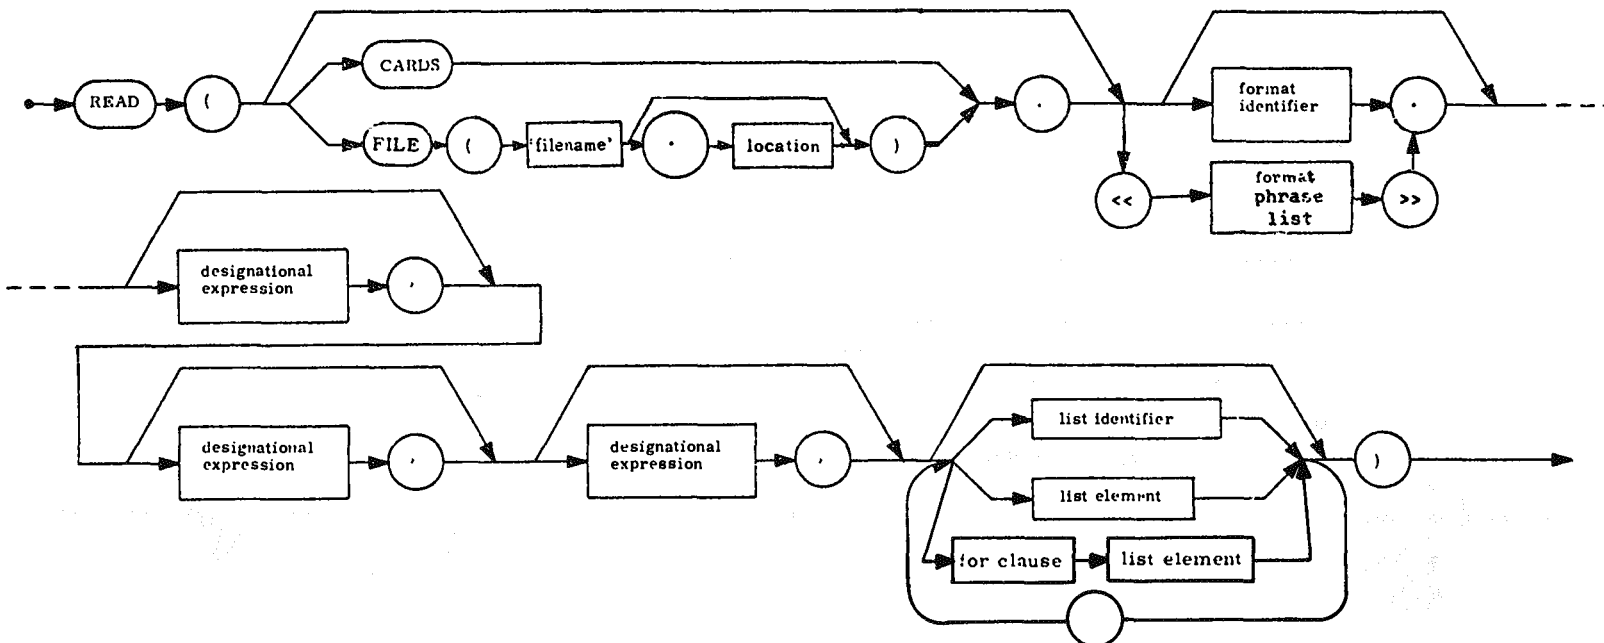 READ
(
CARDS
.
format
identifier
.
FILE
(
'filename'
.
location
)
<<
format
phrase
list
>>
designational
expression
,
designational
expression
,
designational
expression
,
list identifier
list element
for clause
list element
)